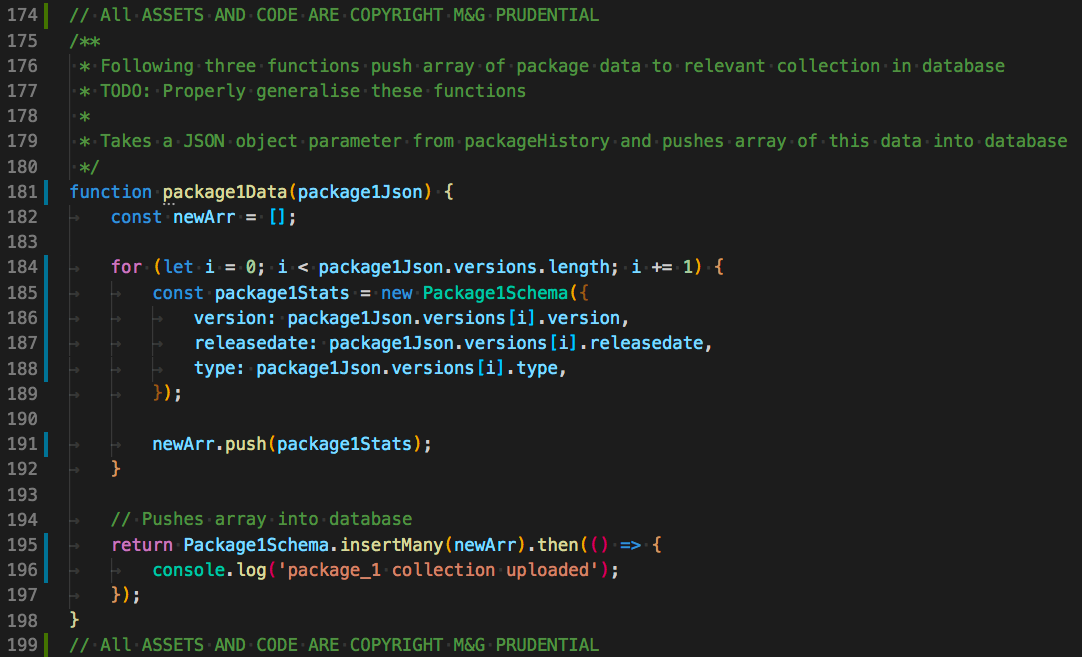 174 // All ASSETS AND CODE ARE COPYRIGHT M&G PRUDENTIAL
175 /**
176  * Following three functions push array of package data to relevant collection in database
177  * TODO: Properly generalise these functions
178  *
179  * Takes a JSON object parameter from packageHistory and pushes array of this data into database
180  */
181 function package1Data(package1Json) {
182     const newArr = [];
183
184     for (let i = 0; i < package1Json.versions.length; i += 1) {
185         const package1Stats = new Package1Schema({
186             version: package1Json.versions[i].version,
187             releasedate: package1Json.versions[i].releasedate,
188             type: package1Json.versions[i].type,
189         });
190
191         newArr.push(package1Stats);
192     }
193
194     // Pushes array into database
195     return Package1Schema.insertMany(newArr).then(() => {
196         console.log('package_1 collection uploaded');
197     });
198 }
199 // All ASSETS AND CODE ARE COPYRIGHT M&G PRUDENTIAL